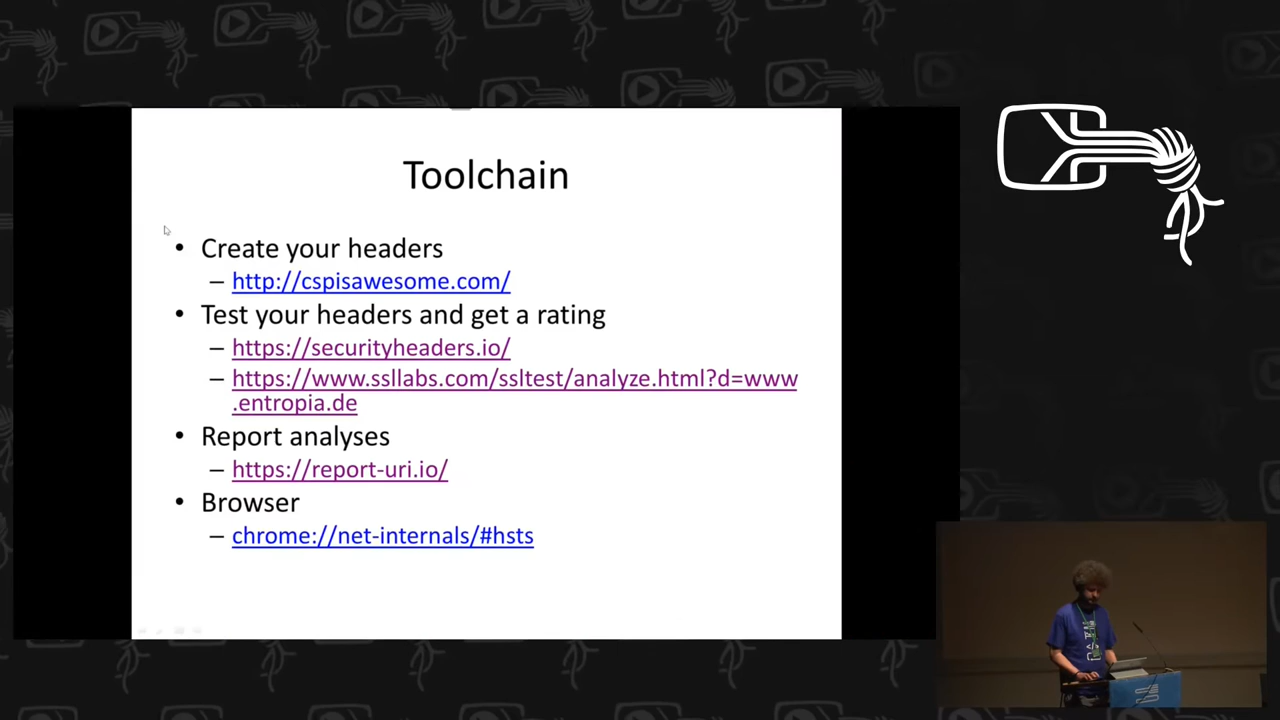 Toolchain
• Create your headers
– http://cspisawesome.com/
• Test your headers and get a rating
– https://securityheaders.io/
– https://www.ssllabs.com/ssltest/analyze.html?d=www
.entropia.de
• Report analyses
– https://report-uri.io/
• Browser
– chrome://net-internals/#hsts